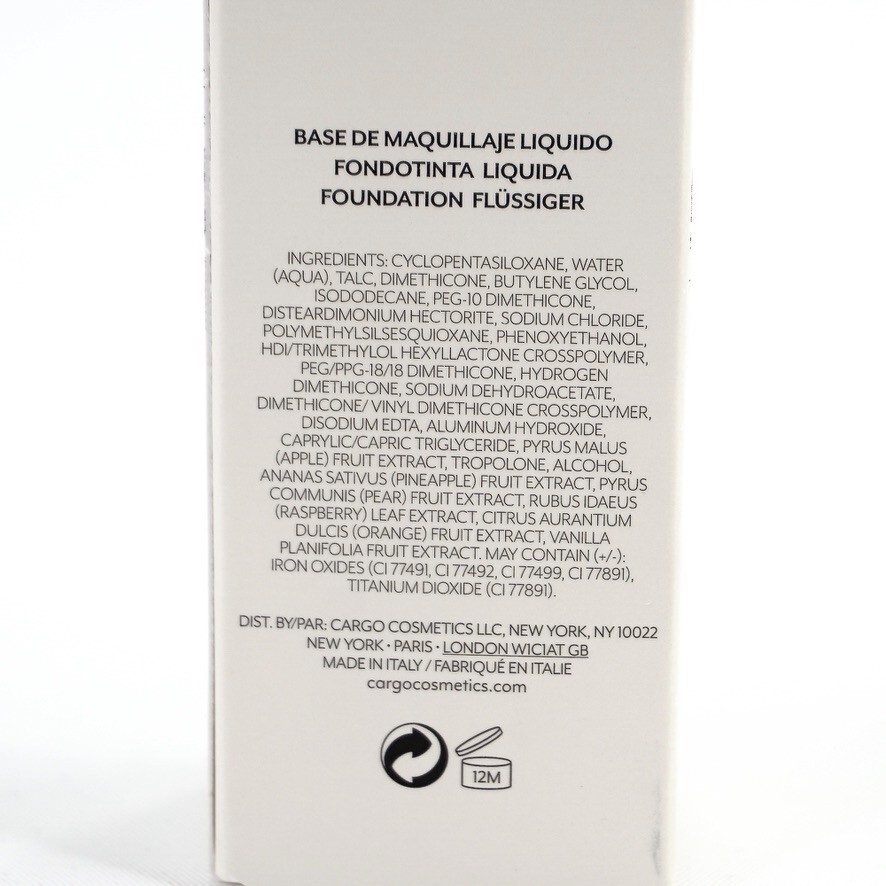 BASE DE MAQUILLAJE LIQUIDO
FONDOTINTA LIQUIDA
FOUNDATION FLÜSSIGER
INGREDIENTS: CYCLOPENTASILOXANE, WATER
(AQUA), TALC, DIMETHICONE, BUTYLENE GLYCOL,
ISODODECANE, PEG-10 DIMETHICONE,
DISTEARDIMONIUM HECTORITE, SODIUM CHLORIDE,
POLYMETHYLSILSESQUIOXANE, PHENOXYETHANOL,
HDI/TRIMETHYLOL HEXYLLACTONE CROSSPOLYMER,
PEG/PPG-18/18 DIMETHICONE, HYDROGEN
DIMETHICONE, SODIUM DEHYDROACETATE,
DIMETHICONE/ VINYL DIMETHICONE CROSSPOLYMER,
DISODIUM EDTA, ALUMINUM HYDROXIDE,
CAPRYLIC/CAPRIC TRIGLYCERIDE, PYRUS MALUS
(APPLE) FRUIT EXTRACT, TROPOLONE, ALCOHOL,
ANANAS SATIVUS (PINEAPPLE) FRUIT EXTRACT, PYRUS
COMMUNIS (PEAR) FRUIT EXTRACT, RUBUS IDAEUS
(RASPBERRY) LEAF EXTRACT, CITRUS AURANTIUM
DULCIS (ORANGE) FRUIT EXTRACT, VANILLA
PLANIFOLIA FRUIT EXTRACT. MAY CONTAIN (+/-):
IRON OXIDES (CI 77491, CI 77492, CI 77499, CI 77891),
TITANIUM DIOXIDE (CI 77891).
DIST. BY/PAR: CARGO COSMETICS LLC, NEW YORK, NY 10022
NEW YORK • PARIS • LONDON W1C1AT GB
MADE IN ITALY / FABRIQUÉ EN ITALIE
cargocosmetics.com
12M